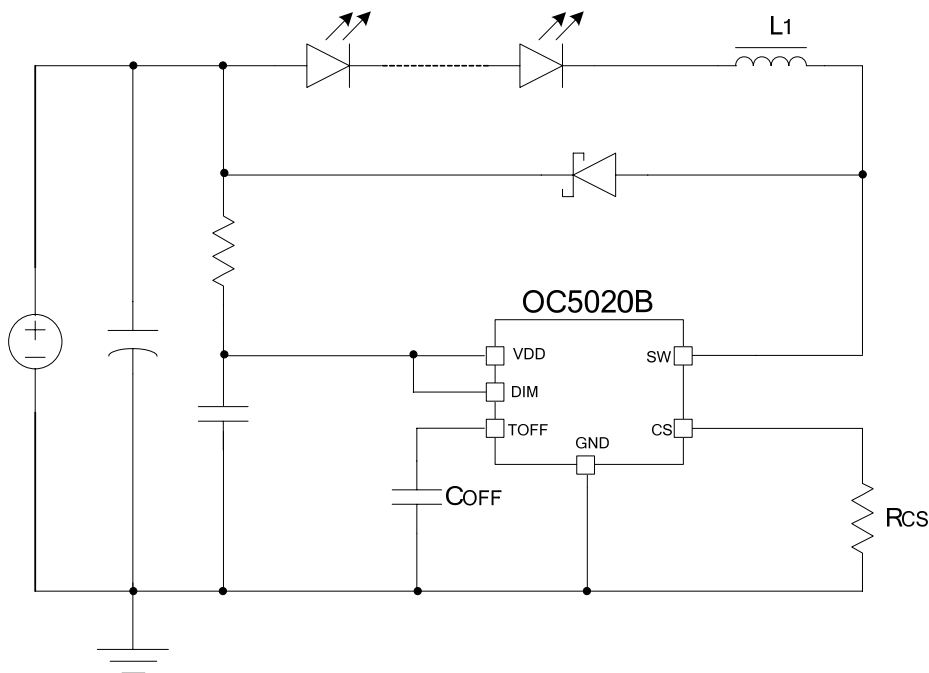 L1
OC5020B
VDD
SW
DIM
TOFF
CS
GND
COFF
RCS